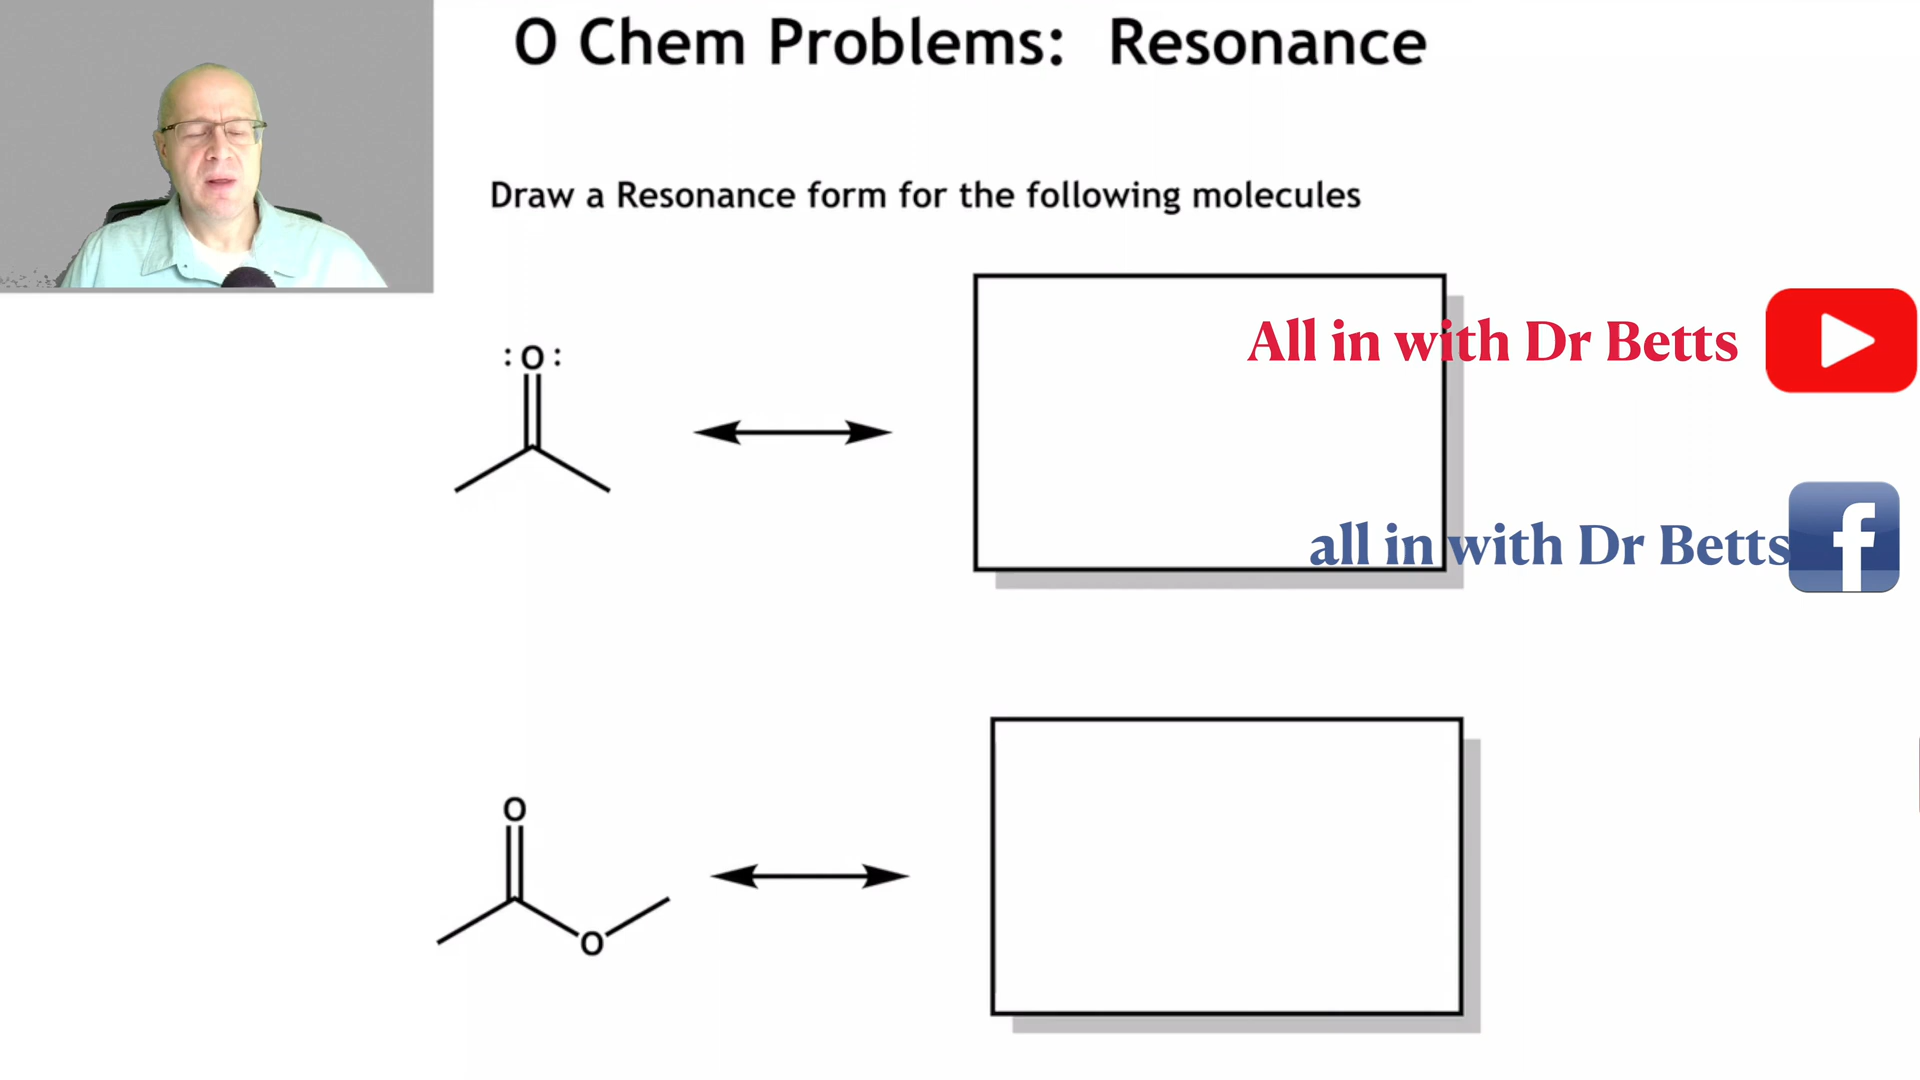 O Chem Problems: Resonance
Draw a Resonance form for the following molecules
All in with Dr Betts
:O:
all in with Dr Betts f
O
O